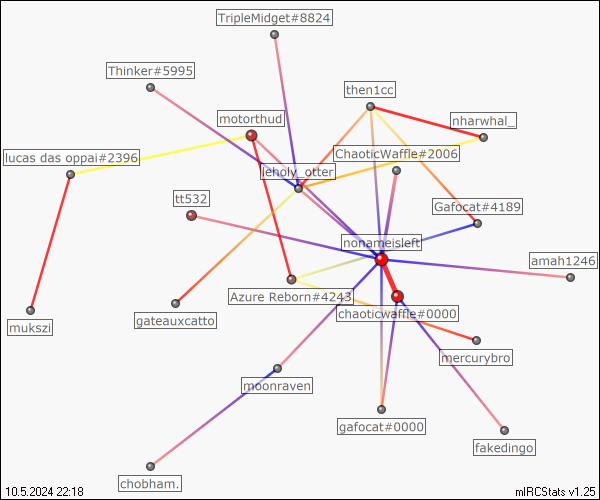 TripleMidget#8824
Thinker#5995
then1cc
motorthud
nharwhal_
ChaoticWaffle#2006
lucas das oppai#2396
leholy_otter
tt532
Gafocat#4189
nonameisleft
amah1246
Azure Reborn#4243
chaoticwaffle#0000
gateauxcatto
mukszi
mercurybro
moonraven
gafocat#0000
fakedingo
chobham.
10.5.2024 22:18
mIRCStats v1.25